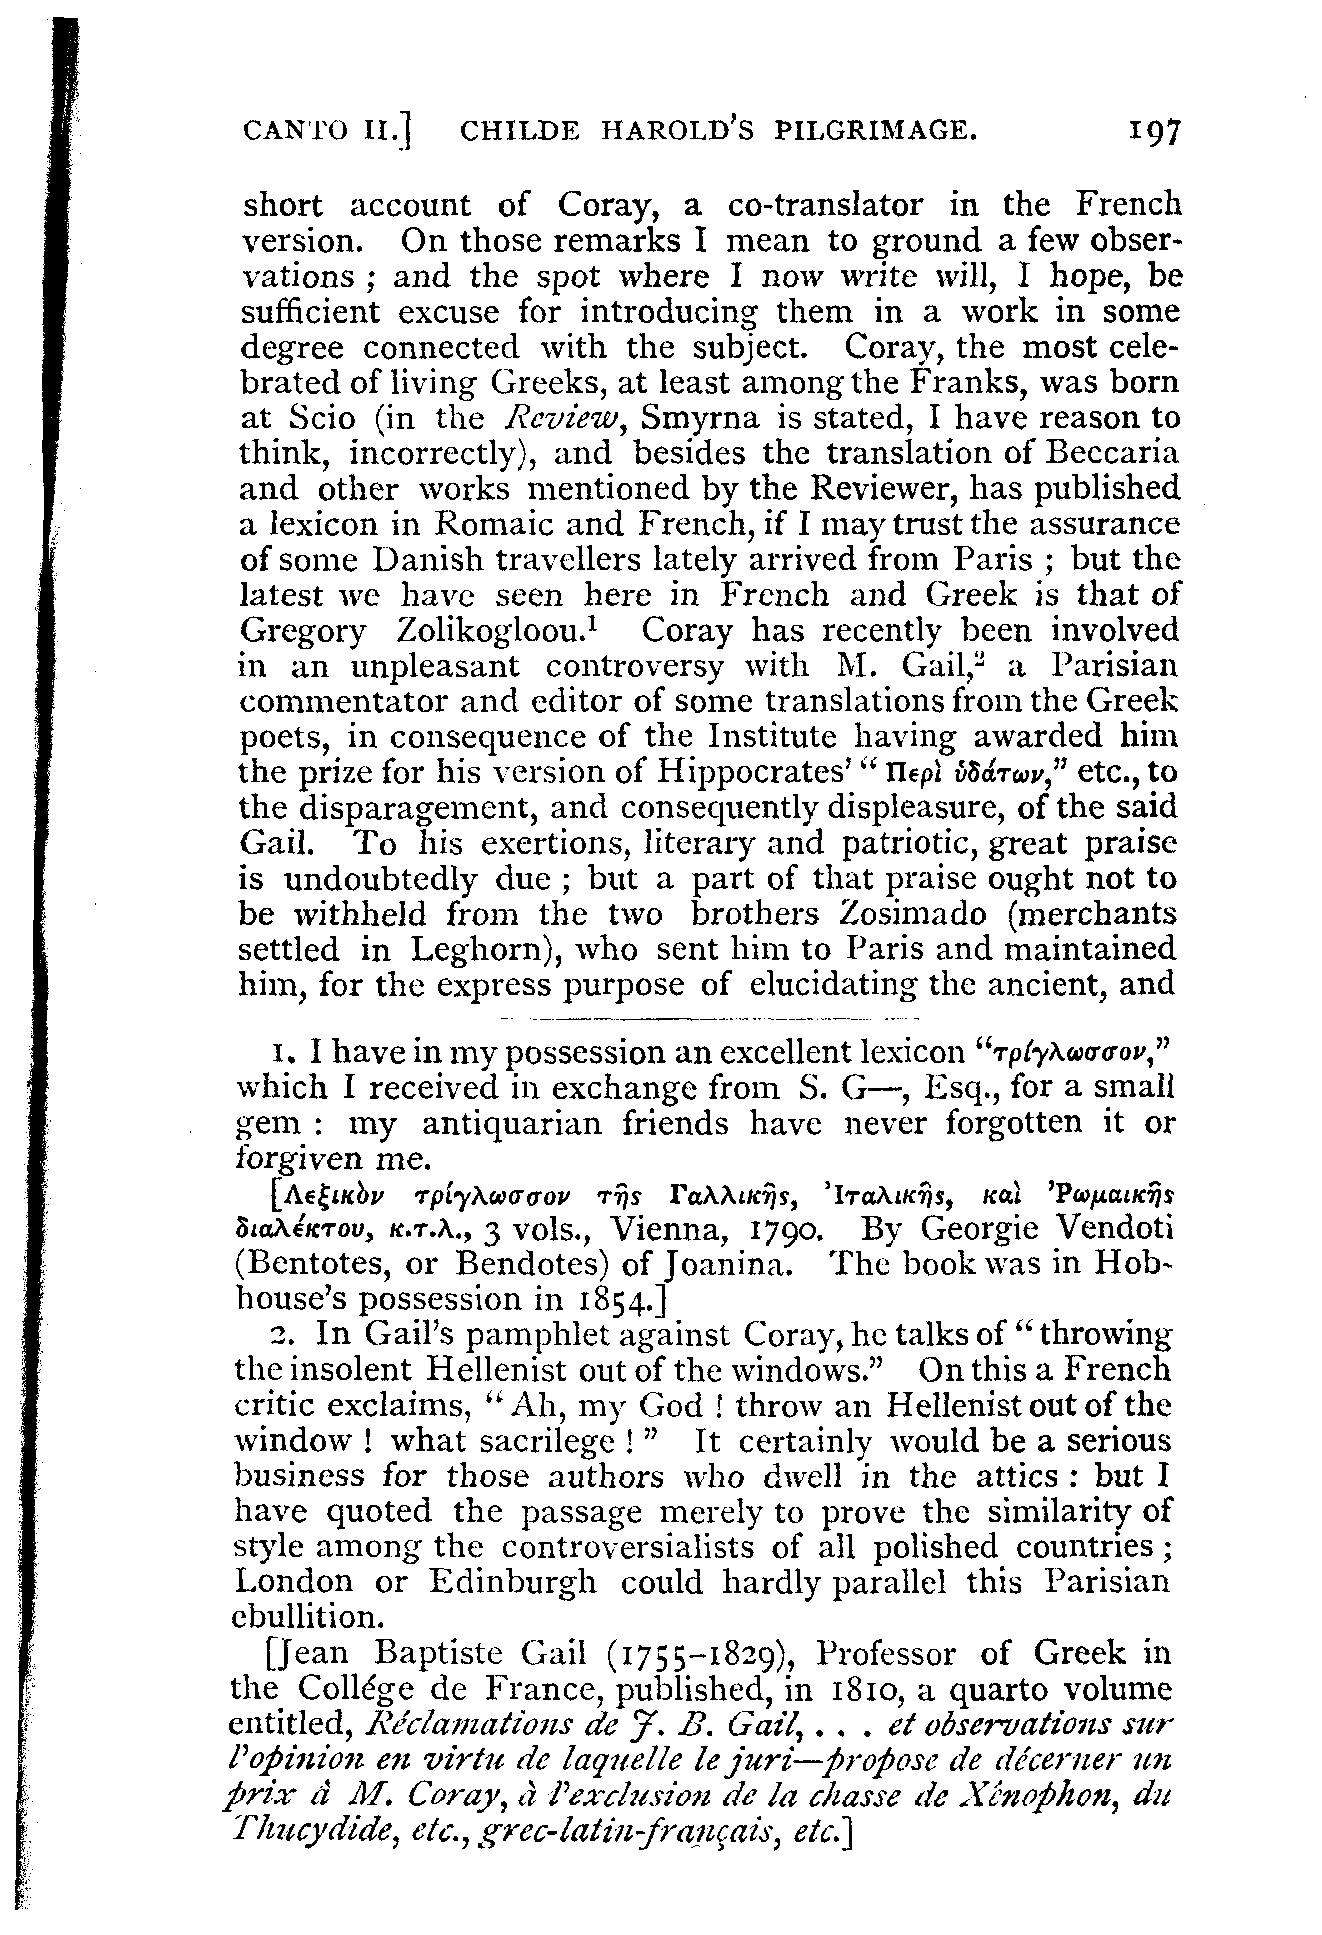 CANTO II.] CHILDE HAROLD'S PILGRIMAGE. 197
short account of Coray, a co-translator in the French
version. On those remarks I mean to ground a few obser-
vations ; and the spot where I now write will, I hope, be
sufficient excuse for introducing them in a work in some
degree connected with the subject. Coray, the most cele-
brated of living Greeks, at least among the Franks, was born
at Scio (in the Review, Smyrna is stated, I have reason to
think, incorrectly), and besides the translation of Beccaria
and other works mentioned by the Reviewer, has published
a lexicon in Romaic and French, if I may trust the assurance
of some Danish travellers lately arrived from Paris ; but the
latest we have seen here in French and Greek is that of
Gregory Zolikogloou.¹ Coray has recently been involved
in an unpleasant controversy with M. Gail,² a Parisian
commentator and editor of some translations from the Greek
poets, in consequence of the Institute having awarded him
the prize for his version of Hippocrates' “ Περὶ ὑδάτων,” etc., to
the disparagement, and consequently displeasure, of the said
Gail. To his exertions, literary and patriotic, great praise
is undoubtedly due ; but a part of that praise ought not to
be withheld from the two brothers Zosimado (merchants
settled in Leghorn), who sent him to Paris and maintained
him, for the express purpose of elucidating the ancient, and
1. I have in my possession an excellent lexicon “τρίγλωσσον,”
which I received in exchange from S. G—, Esq., for a small
gem : my antiquarian friends have never forgotten it or
forgiven me.
[Λεξικὸν τρίγλωσσον τῆς Γαλλικῆς, Ἰταλικῆς, καὶ Ῥωμαικῆς
διαλέκτου, κ.τ.λ., 3 vols., Vienna, 1790. By Georgie Vendoti
(Bentotes, or Bendotes) of Joanina. The book was in Hob-
house's possession in 1854.]
2. In Gail's pamphlet against Coray, he talks of “throwing
the insolent Hellenist out of the windows.” On this a French
critic exclaims, “Ah, my God ! throw an Hellenist out of the
window ! what sacrilege ! ” It certainly would be a serious
business for those authors who dwell in the attics : but I
have quoted the passage merely to prove the similarity of
style among the controversialists of all polished countries ;
London or Edinburgh could hardly parallel this Parisian
ebullition.
[Jean Baptiste Gail (1755–1829), Professor of Greek in
the Collége de France, published, in 1810, a quarto volume
entitled, Réclamations de J. B. Gail, . . . et observations sur
l'opinion en virtu de laquelle le juri—propose de décerner un
prix à M. Coray, à l'exclusion de la chasse de Xénophon, du
Thucydide, etc., grec-latin-français, etc.]